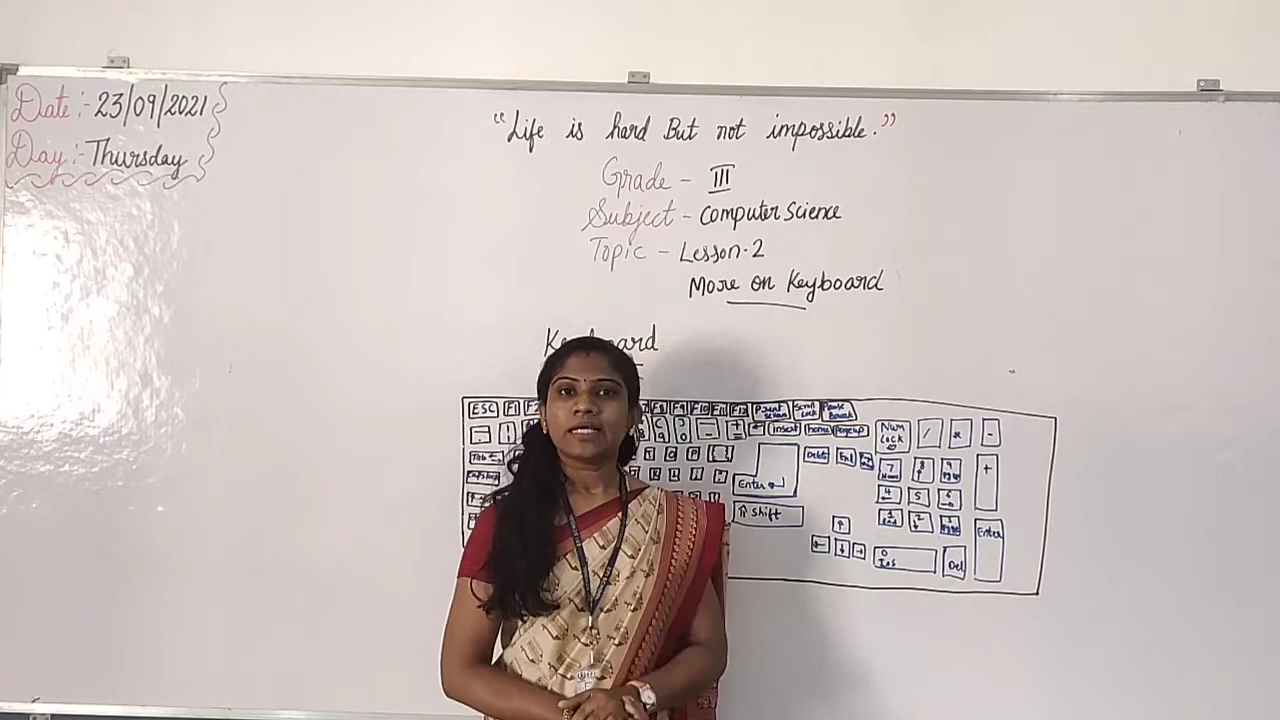 Date:- 23/09/2021
Day:- Thursday
"Life is hard But not impossible."
Grade - III
Subject - Computer Science
Topic - Lesson-2
More on Keyboard
ESC F1 F8 F9 F10 F11 F12 Print Screen Scroll Lock Pause Break
Insert home Pageup Num Lock / * -
Tab Enter Delete End 7 Home 8 ↑ 9 +
4 ← 5 6 →
⇑ Shift 1 End 2 ↓ 3 Enter
↑
← ↓ → 0 Ins Del